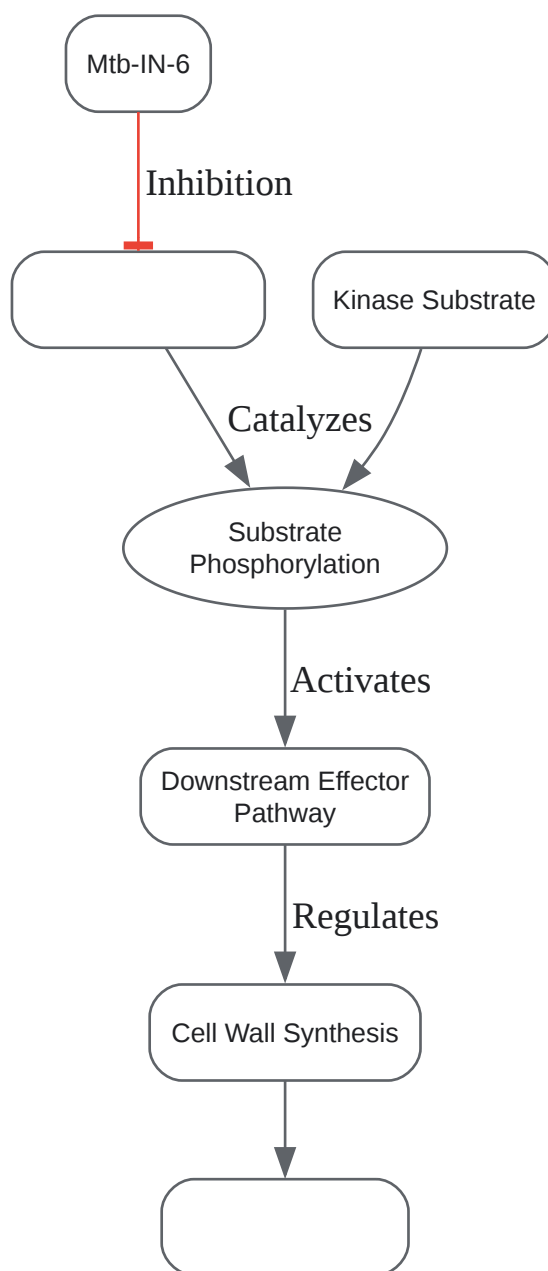 Mtb-IN-6
Inhibition
Kinase Substrate
Catalyzes
Substrate
Phosphorylation
Activates
Downstream Effector
Pathway
Regulates
Cell Wall Synthesis